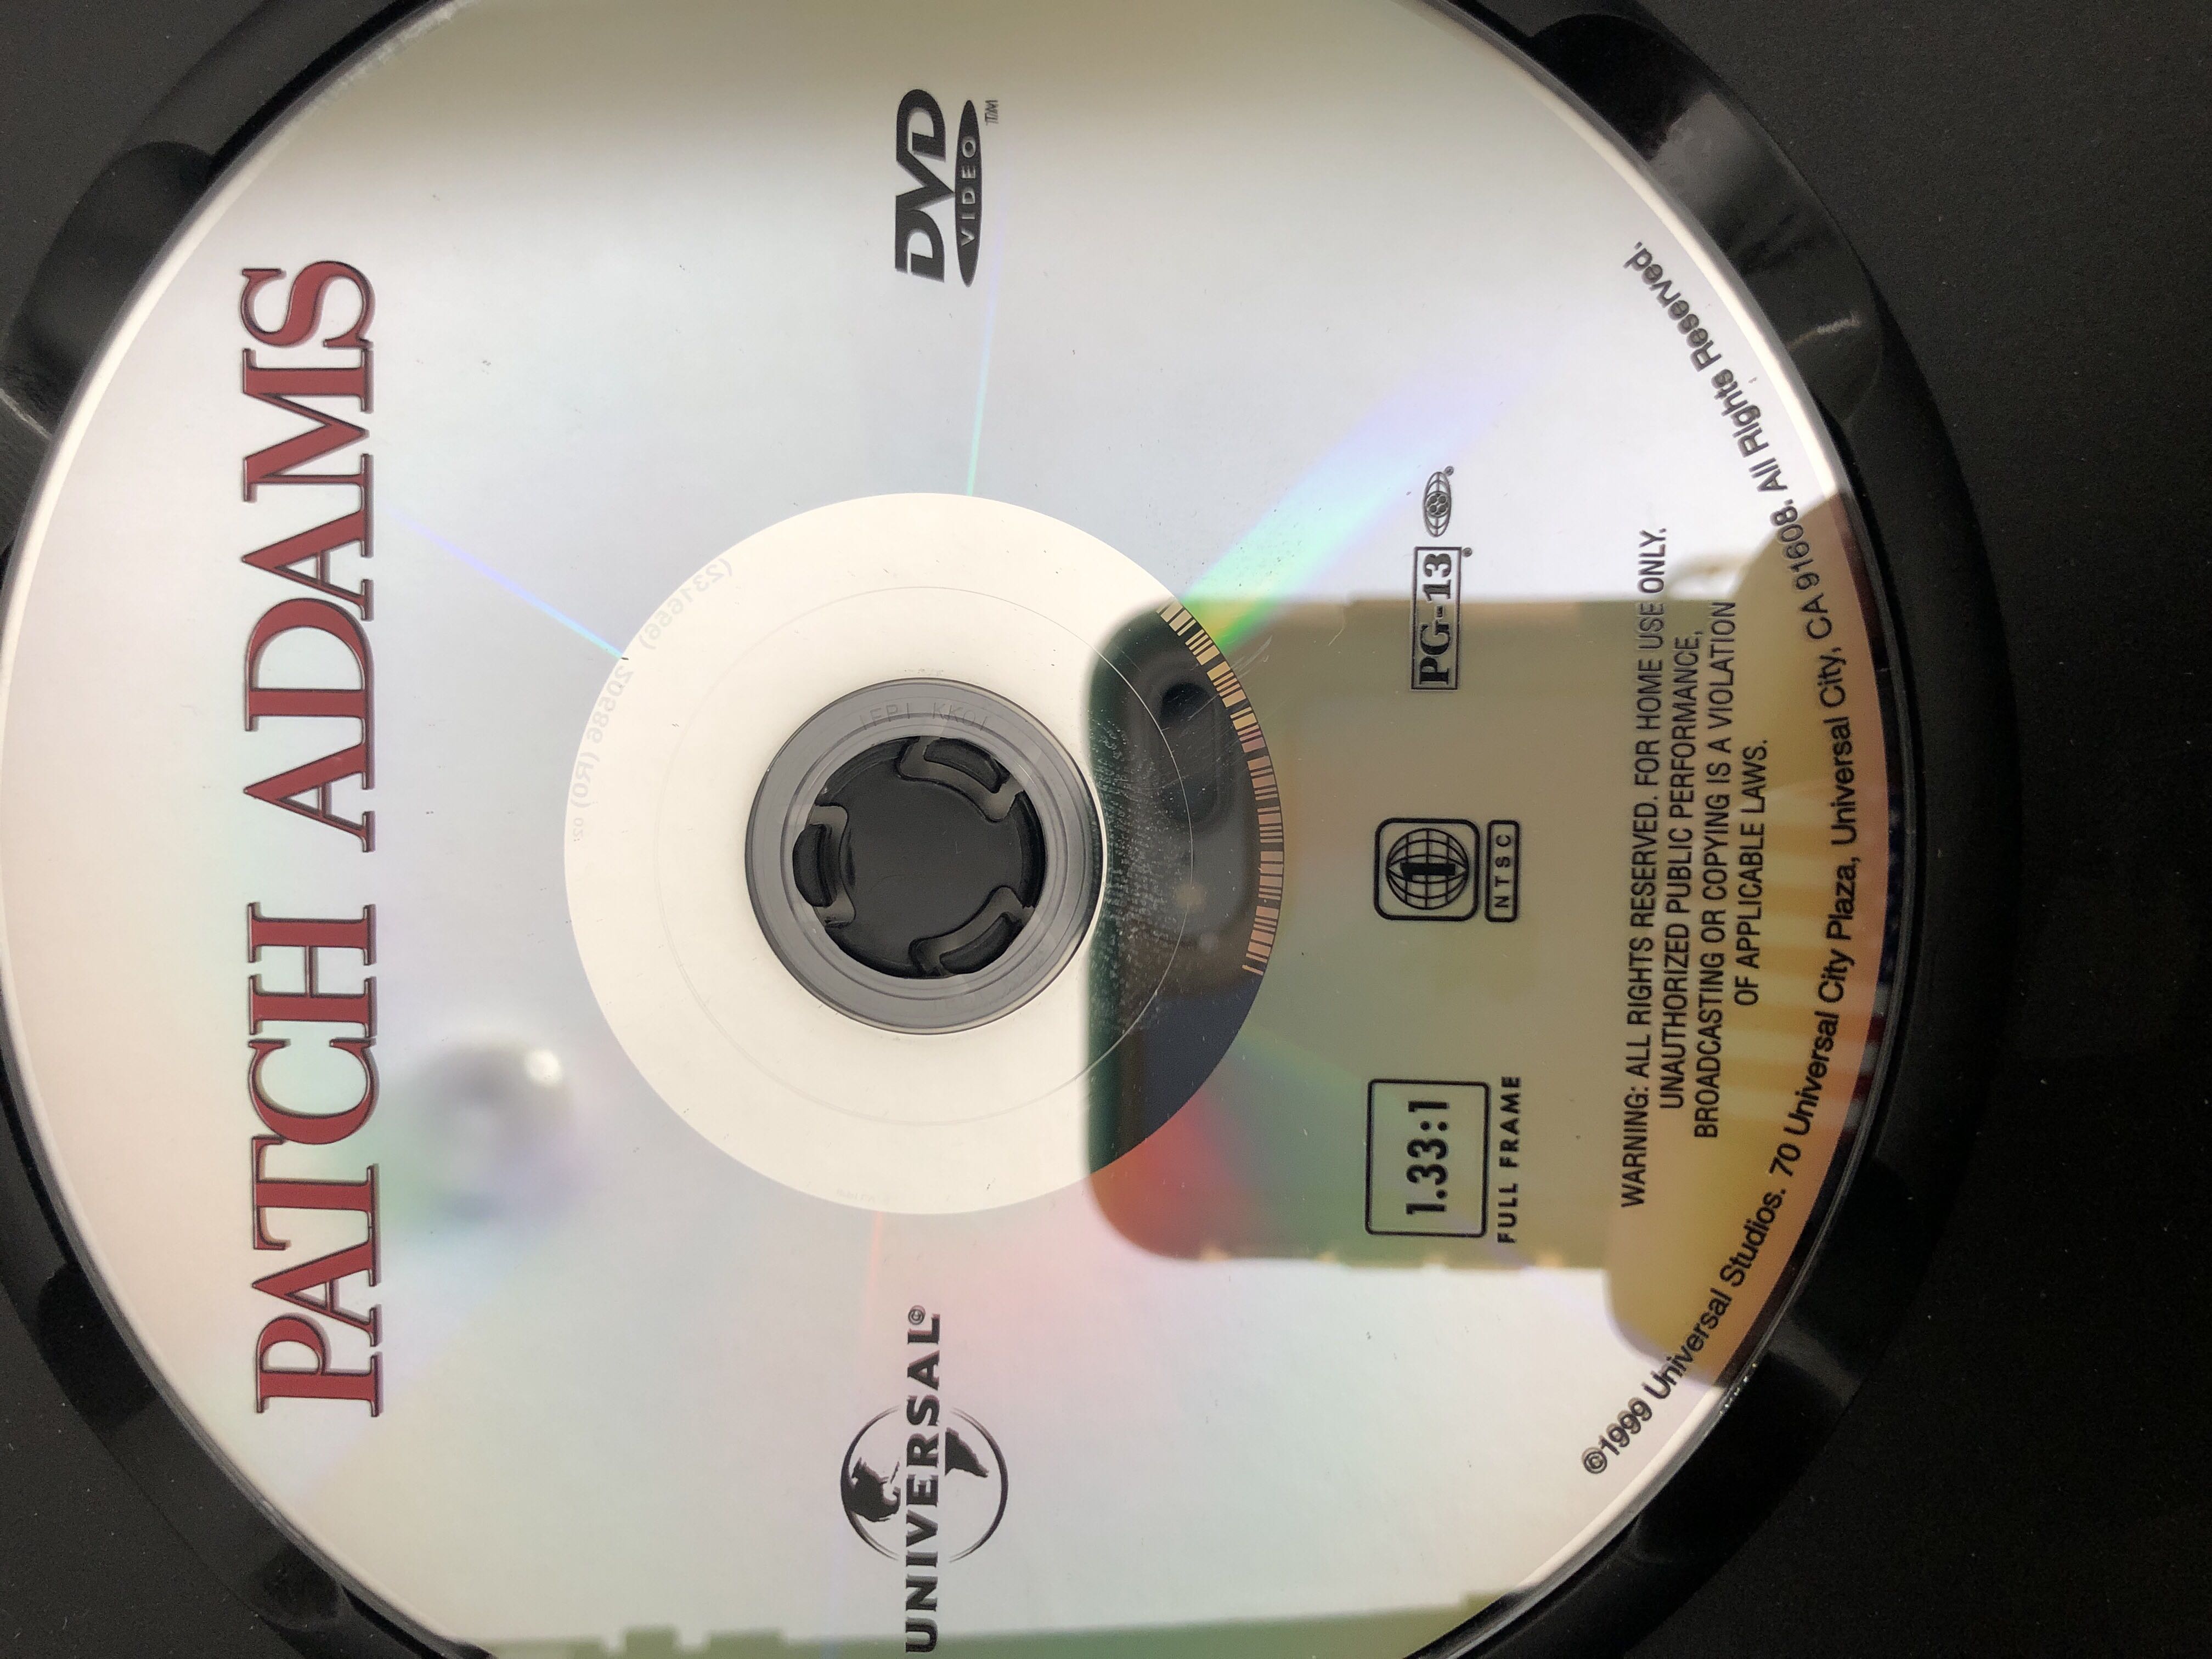 PATCH ADAMS
UNIVERSAL©
DVD
VIDEO™
1.33:1
FULL FRAME
1
NTSC
PG-13®
®
WARNING: ALL RIGHTS RESERVED. FOR HOME USE ONLY.
UNAUTHORIZED PUBLIC PERFORMANCE,
BROADCASTING OR COPYING IS A VIOLATION
OF APPLICABLE LAWS.
©1999 Universal Studios. 70 Universal City Plaza, Universal City, CA 91608. All Rights Reserved.